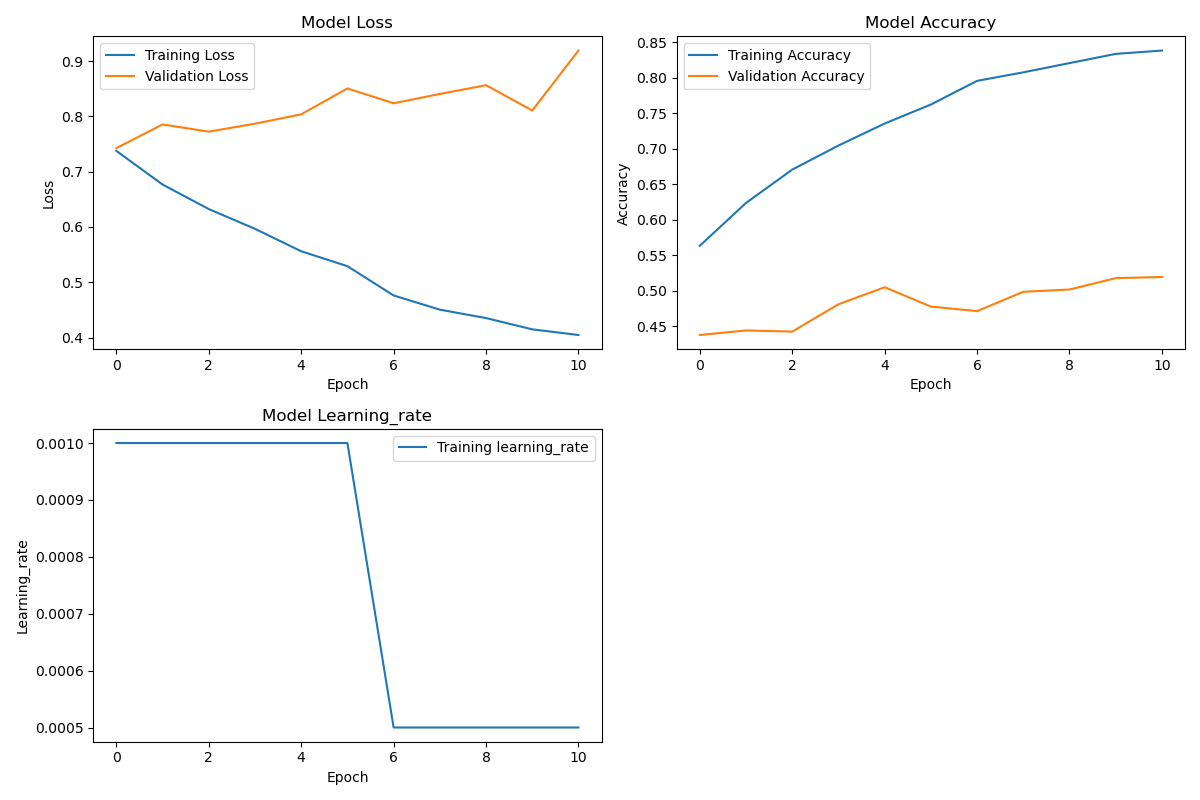 Model Loss
Training Loss
Validation Loss
0.9
0.8
0.7
0.6
0.5
0.4
Loss
0 2 4 6 8 10
Epoch
Model Accuracy
Training Accuracy
Validation Accuracy
0.85
0.80
0.75
0.70
0.65
0.60
0.55
0.50
0.45
Accuracy
0 2 4 6 8 10
Epoch
Model Learning_rate
Training learning_rate
0.0010
0.0009
0.0008
0.0007
0.0006
0.0005
Learning_rate
0 2 4 6 8 10
Epoch